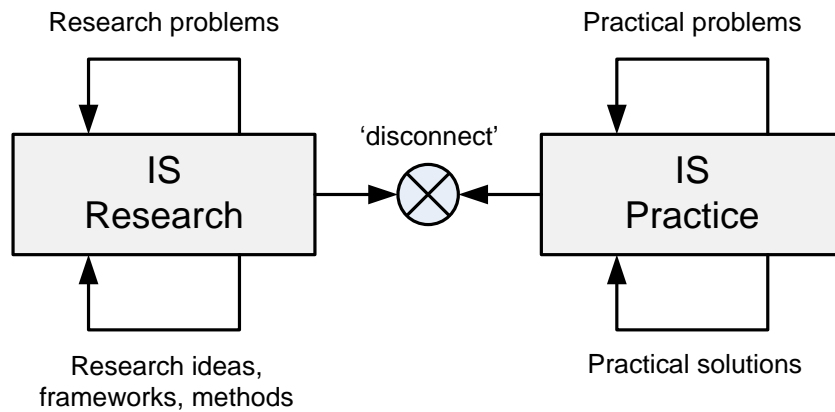 Research problems
Practical problems
‘disconnect’
IS
Research
IS
Practice
Research ideas,
frameworks, methods
Practical solutions